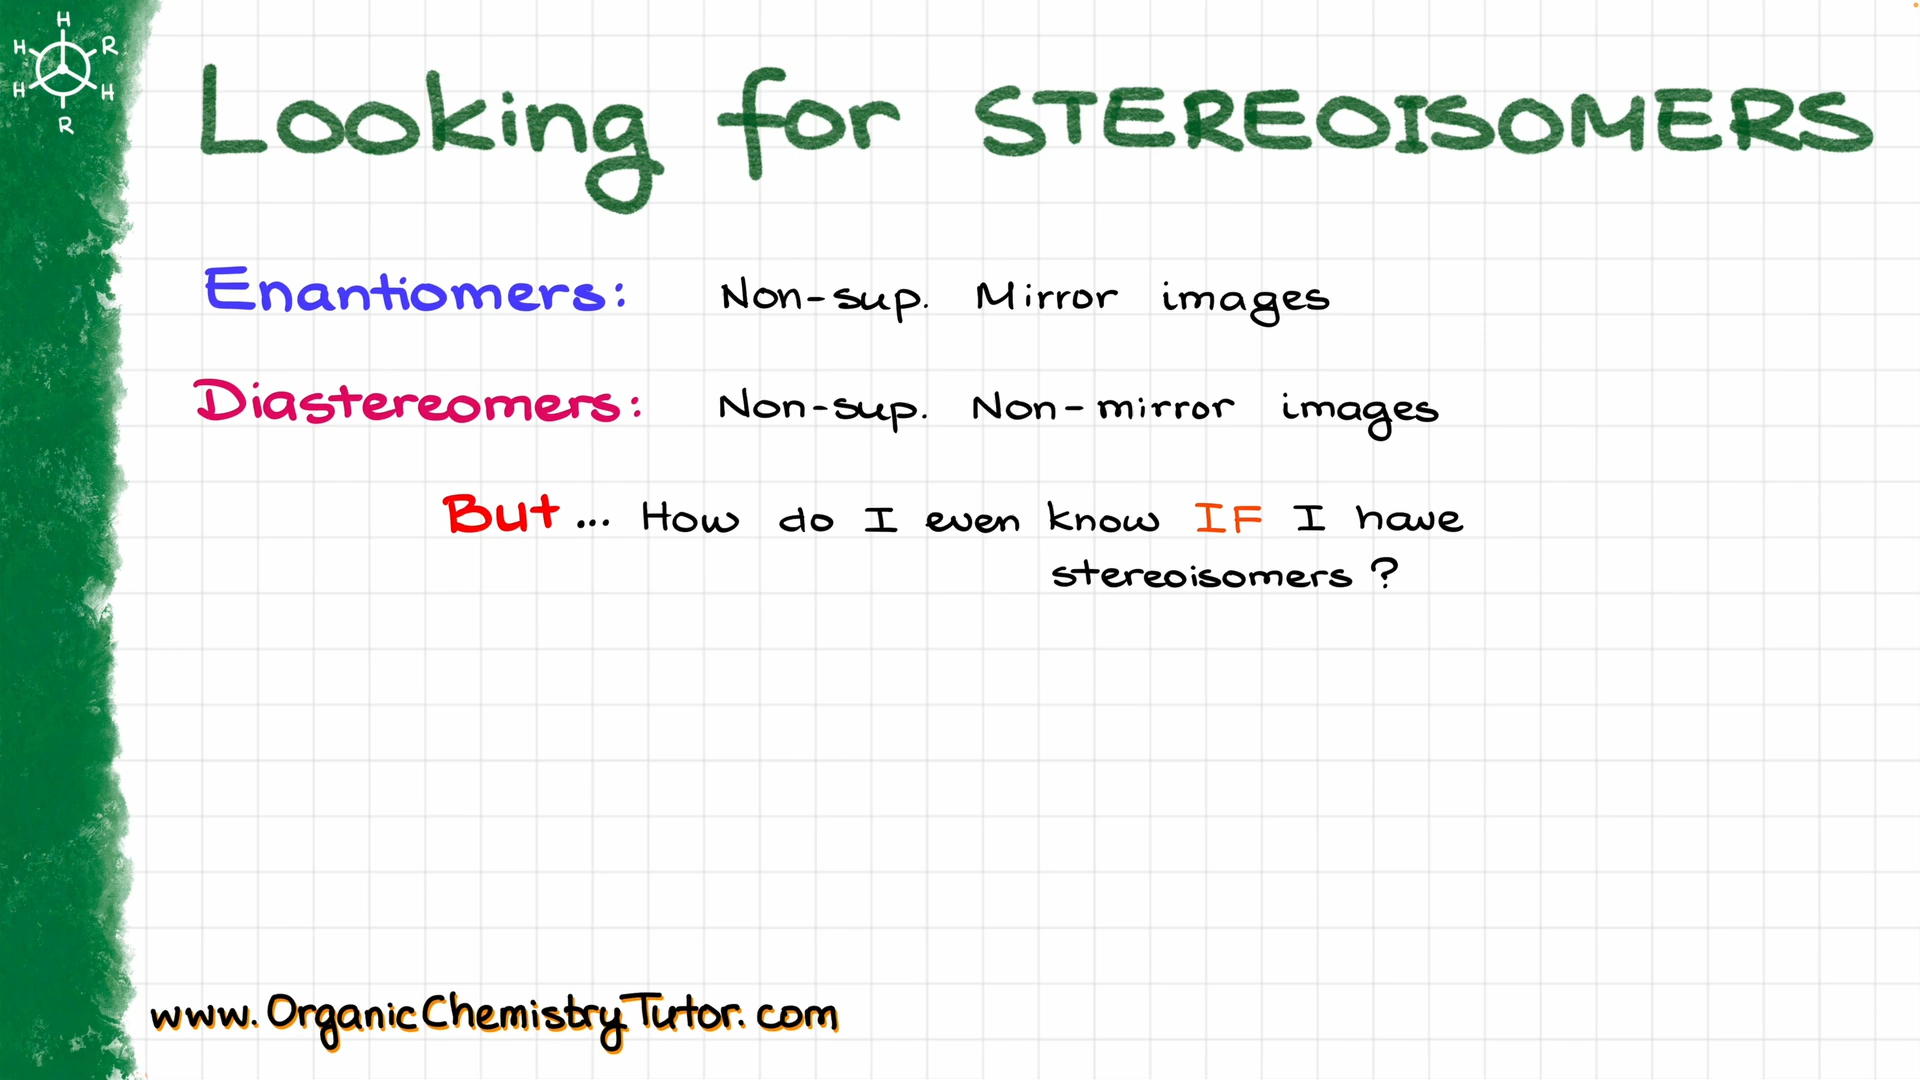 H
H R
H H
R
Looking for STEREOISOMERS
Enantiomers: Non-sup. Mirror images
Diastereomers: Non-sup. Non-mirror images
But... How do I even know IF I have
stereoisomers?
www.OrganicChemistryTutor.com